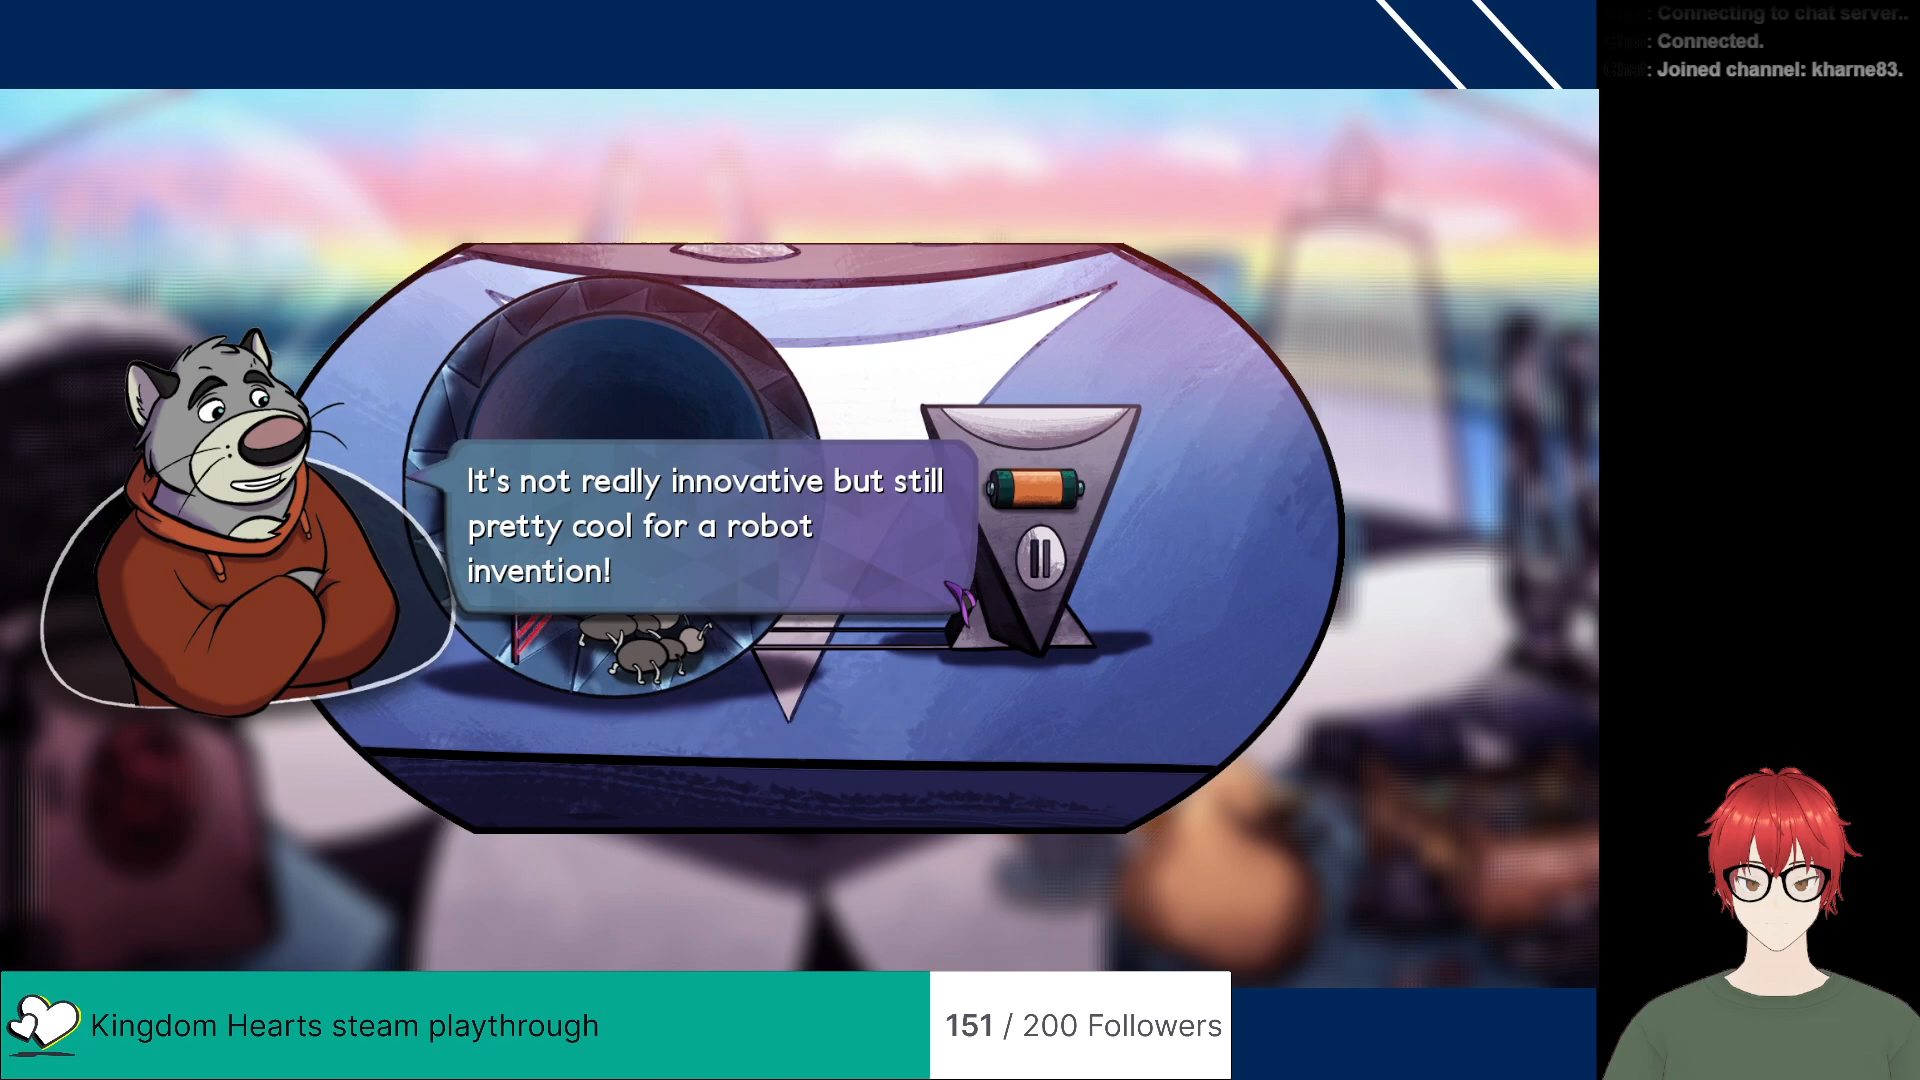 : Connecting to chat server..
: Connected.
: Joined channel: kharne83.
It's not really innovative but still
pretty cool for a robot
invention!
Kingdom Hearts steam playthrough
151 / 200 Followers